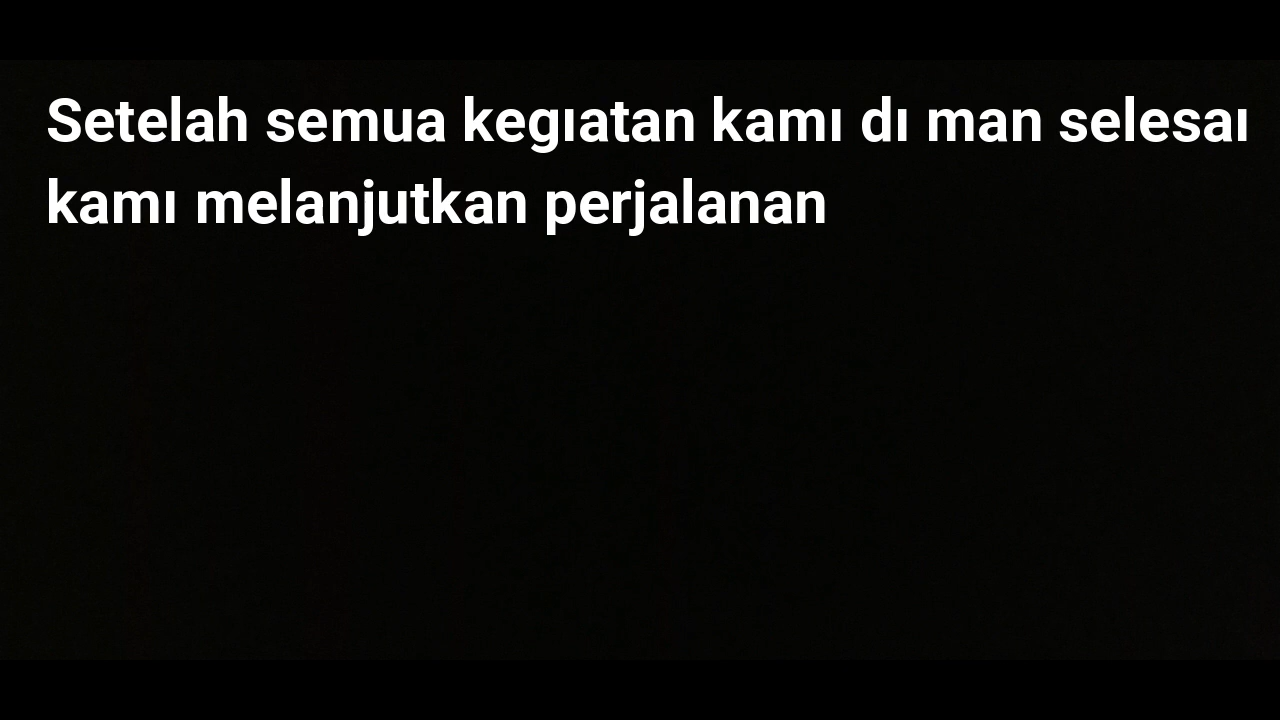 Setelah semua kegıatan kamı dı man selesaı
kamı melanjutkan perjalanan